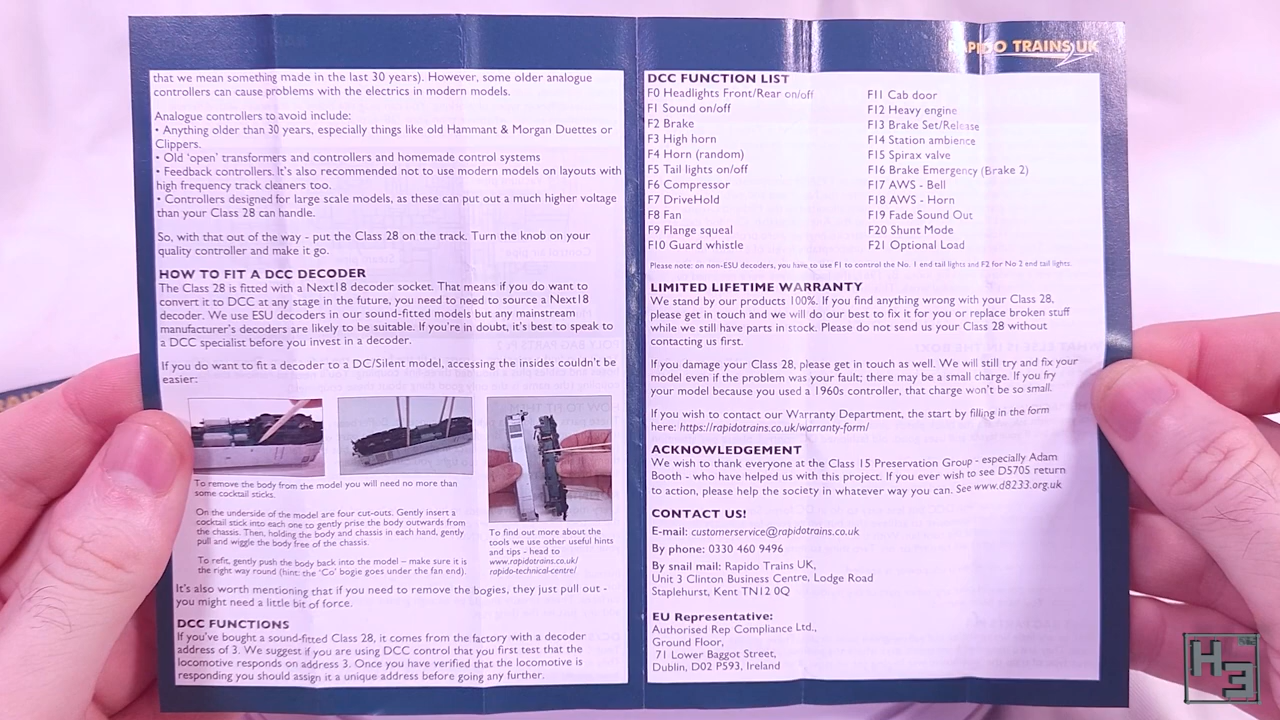 RAPIDO TRAINS UK
that we mean something made in the last 30 years). However, some older analogue
controllers can cause problems with the electrics in modern models.
Analogue controllers to avoid include:
• Anything older than 30 years, especially things like old Hammant & Morgan Duettes or
Clippers.
• Old 'open' transformers and controllers and homemade control systems
• Feedback controllers. It's also recommended not to use modern models on layouts with
high frequency track cleaners too.
• Controllers designed for large scale models, as these can put out a much higher voltage
than your Class 28 can handle.
So, with that out of the way - put the Class 28 on the track. Turn the knob on your
quality controller and make it go.
HOW TO FIT A DCC DECODER
The Class 28 is fitted with a Next18 decoder socket. That means if you do want to
convert it to DCC at any stage in the future, you need to need to source a Next18
decoder. We use ESU decoders in our sound-fitted models but any mainstream
manufacturer's decoders are likely to be suitable. If you're in doubt, it's best to speak to
a DCC specialist before you invest in a decoder.
If you do want to fit a decoder to a DC/Silent model, accessing the insides couldn't be
easier:
To remove the body from the model you will need no more than
some cocktail sticks.
On the underside of the model are four cut-outs. Gently insert a
cocktail stick into each one to gently prise the body outwards from
the chassis. Then, holding the body and chassis in each hand, gently
pull and wiggle the body free of the chassis.
To refit, gently push the body back into the model – make sure it is
the right way round (hint: the 'Co' bogie goes under the fan end).
To find out more about the
tools we use other useful hints
and tips - head to
www.rapidotrains.co.uk/
rapido-technical-centre/
It's also worth mentioning that if you need to remove the bogies, they just pull out -
you might need a little bit of force.
DCC FUNCTIONS
If you've bought a sound-fitted Class 28, it comes from the factory with a decoder
address of 3. We suggest if you are using DCC control that you first test that the
locomotive responds on address 3. Once you have verified that the locomotive is
responding you should assign it a unique address before going any further.
DCC FUNCTION LIST
F0 Headlights Front/Rear on/off
F1 Sound on/off
F2 Brake
F3 High horn
F4 Horn (random)
F5 Tail lights on/off
F6 Compressor
F7 DriveHold
F8 Fan
F9 Flange squeal
F10 Guard whistle
F11 Cab door
F12 Heavy engine
F13 Brake Set/Release
F14 Station ambience
F15 Spirax valve
F16 Brake Emergency (Brake 2)
F17 AWS - Bell
F18 AWS - Horn
F19 Fade Sound Out
F20 Shunt Mode
F21 Optional Load
Please note: on non-ESU decoders, you have to use F1 to control the No. 1 end tail lights and F2 for No 2 end tail lights.
LIMITED LIFETIME WARRANTY
We stand by our products 100%. If you find anything wrong with your Class 28,
please get in touch and we will do our best to fix it for you or replace broken stuff
while we still have parts in stock. Please do not send us your Class 28 without
contacting us first.
If you damage your Class 28, please get in touch as well. We will still try and fix your
model even if the problem was your fault; there may be a small charge. If you fry
your model because you used a 1960s controller, that charge won't be so small.
If you wish to contact our Warranty Department, the start by filling in the form
here: https://rapidotrains.co.uk/warranty-form/
ACKNOWLEDGEMENT
We wish to thank everyone at the Class 15 Preservation Group - especially Adam
Booth - who have helped us with this project. If you ever wish to see D5705 return
to action, please help the society in whatever way you can. See www.d8233.org.uk
CONTACT US!
E-mail: customerservice@rapidotrains.co.uk
By phone: 0330 460 9496
By snail mail: Rapido Trains UK,
Unit 3 Clinton Business Centre, Lodge Road
Staplehurst, Kent TN12 0Q
EU Representative:
Authorised Rep Compliance Ltd.,
Ground Floor,
71 Lower Baggot Street,
Dublin, D02 P593, Ireland
H3